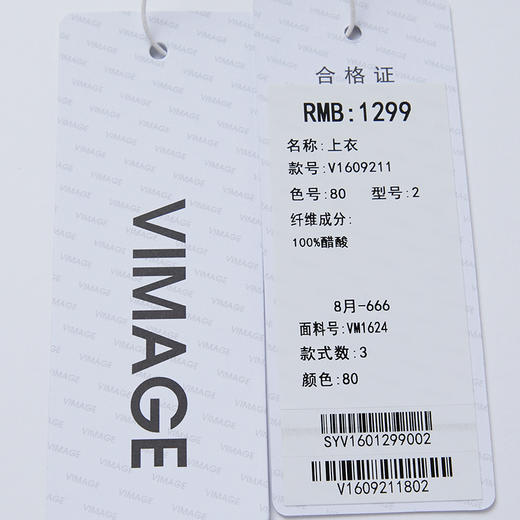 VIMAGE
合格证
RMB:1299
名称:上衣
款号:V1609211
色号:80 型号:2
纤维成分:
100%醋酸
8月-666
面料号:VM1624
款式数:3
颜色:80
SYV1601299002
V1609211802